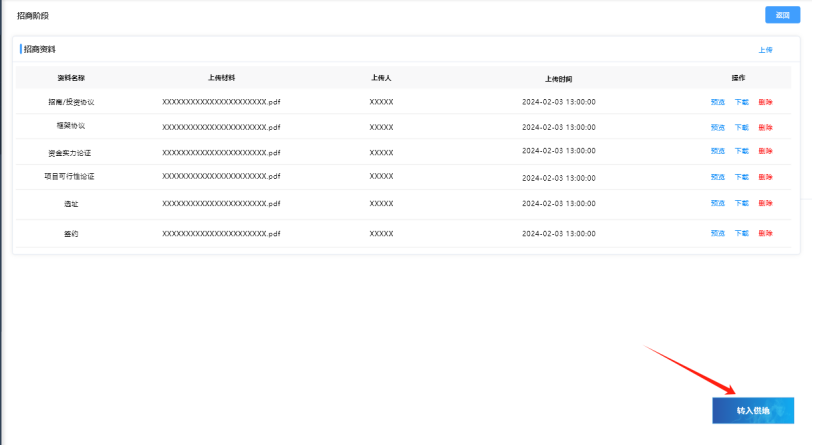 招商阶段 返回
招商资料 上传
资料名称 上传材料 上传人 上传时间 操作
招商/投资协议 XXXXXXXXXXXXXXXXXXXXXX.pdf XXXXX 2024-02-03 13:00:00 预览 下载 删除
框架协议 XXXXXXXXXXXXXXXXXXXXXX.pdf XXXXX 2024-02-03 13:00:00 预览 下载 删除
资金实力论证 XXXXXXXXXXXXXXXXXXXXXX.pdf XXXXX 2024-02-03 13:00:00 预览 下载 删除
项目可行性论证 XXXXXXXXXXXXXXXXXXXXXX.pdf XXXXX 2024-02-03 13:00:00 预览 下载 删除
选址 XXXXXXXXXXXXXXXXXXXXXX.pdf XXXXX 2024-02-03 13:00:00 预览 下载 删除
签约 XXXXXXXXXXXXXXXXXXXXXX.pdf XXXXX 2024-02-03 13:00:00 预览 下载 删除
转入供地